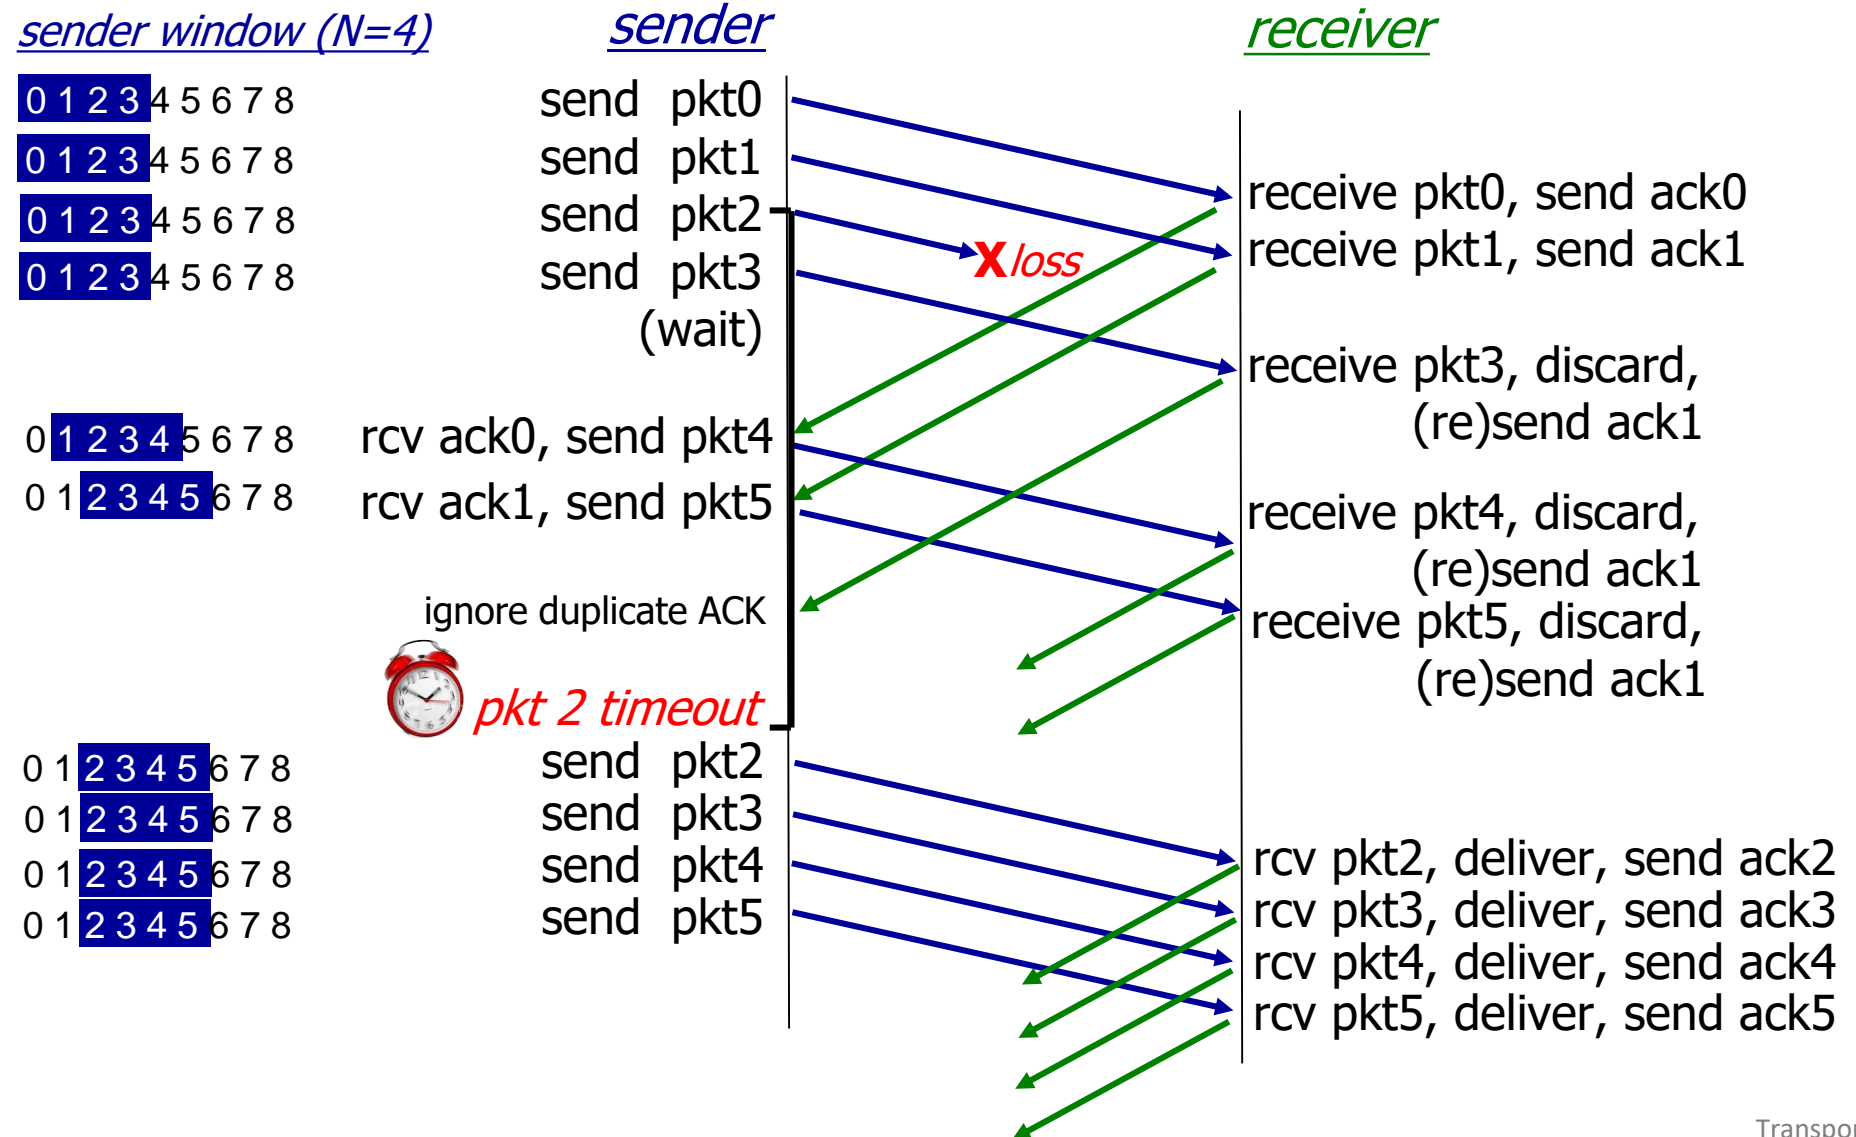 sender window (N=4)
sender
receiver
0 1 2 3 4 5 6 7 8
send pkt0
0 1 2 3 4 5 6 7 8
send pkt1
receive pkt0, send ack0
0 1 2 3 4 5 6 7 8
send pkt2
receive pkt1, send ack1
X loss
0 1 2 3 4 5 6 7 8
send pkt3
(wait)
receive pkt3, discard,
(re)send ack1
0 1 2 3 4 5 6 7 8
rcv ack0, send pkt4
0 1 2 3 4 5 6 7 8
rcv ack1, send pkt5
receive pkt4, discard,
(re)send ack1
ignore duplicate ACK
receive pkt5, discard,
(re)send ack1
pkt 2 timeout
0 1 2 3 4 5 6 7 8
send pkt2
0 1 2 3 4 5 6 7 8
send pkt3
0 1 2 3 4 5 6 7 8
send pkt4
0 1 2 3 4 5 6 7 8
send pkt5
rcv pkt2, deliver, send ack2
rcv pkt3, deliver, send ack3
rcv pkt4, deliver, send ack4
rcv pkt5, deliver, send ack5